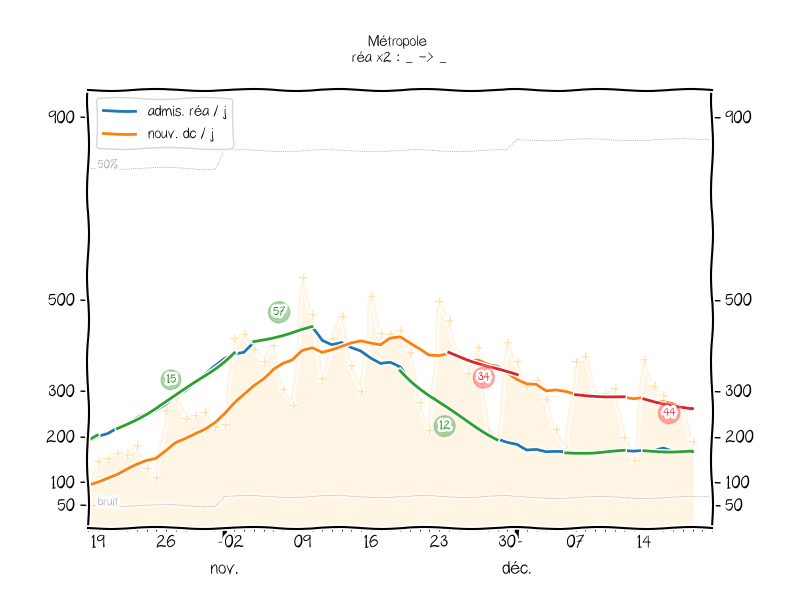 Métropole
réa x2 : _ -> _
admis. réa / j
nouv. dc / j
900
900
50%
500
500
57
15
300
300
34
44
12
200
200
100
100
50
50
bruit
19 26 02 09 16 23 30 07 14
nov. déc.